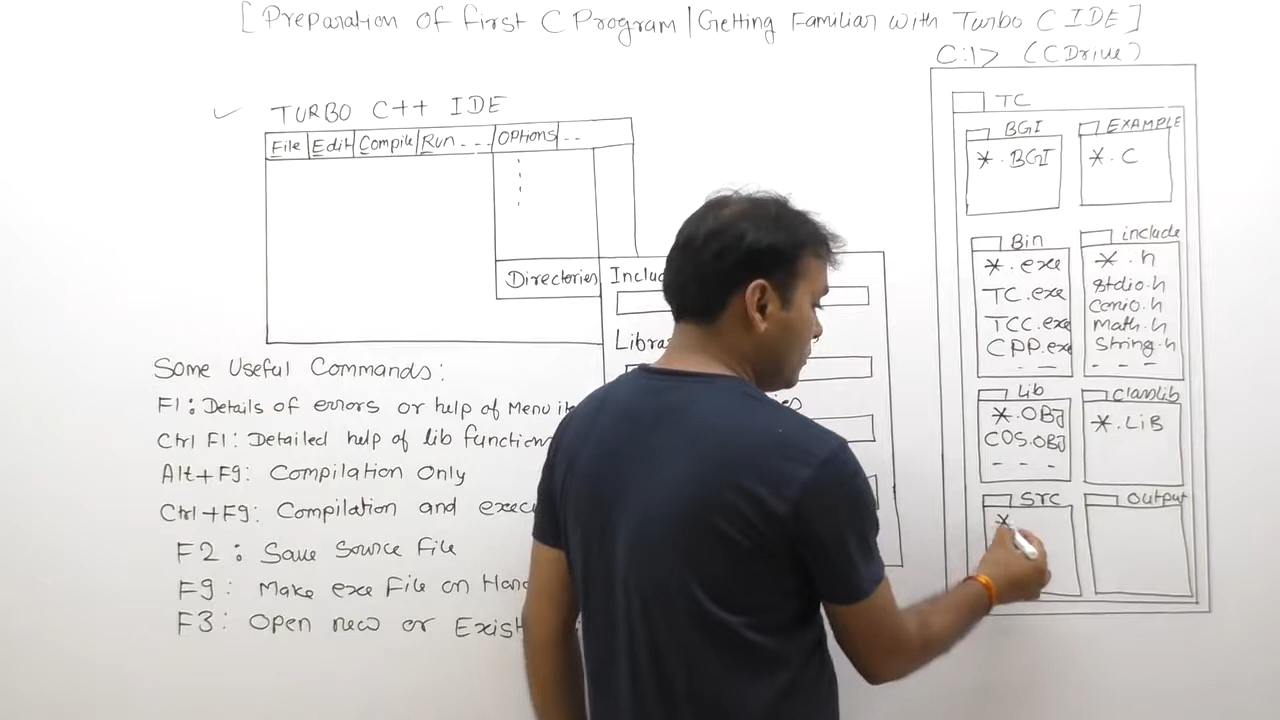 [ Preparation of first C Program | Getting Familiar with Turbo C IDE ]
C:\> (C Drive)
TURBO C++ IDE
File Edit Compile Run - - - OPtions - -
Directories
Includ
Libra
Some Useful Commands:
F1: Details of errors or help of Menu
Ctrl F1: Detailed help of lib function
Alt+F9: Compilation Only
Ctrl+F9: Compilation and
F2: Save Source File
F9: Make exe File on
F3: Open new or
TC
BGI
*.BGI
EXAMPLE
*.C
Bin
*.exe
TC.exe
TCC.exe
CPP.exe
- - -
include
*.h
stdio.h
conio.h
math.h
string.h
- - -
Lib
*.OBJ
COS.OBJ
- - -
classlib
*.LiB
Src
*
Output